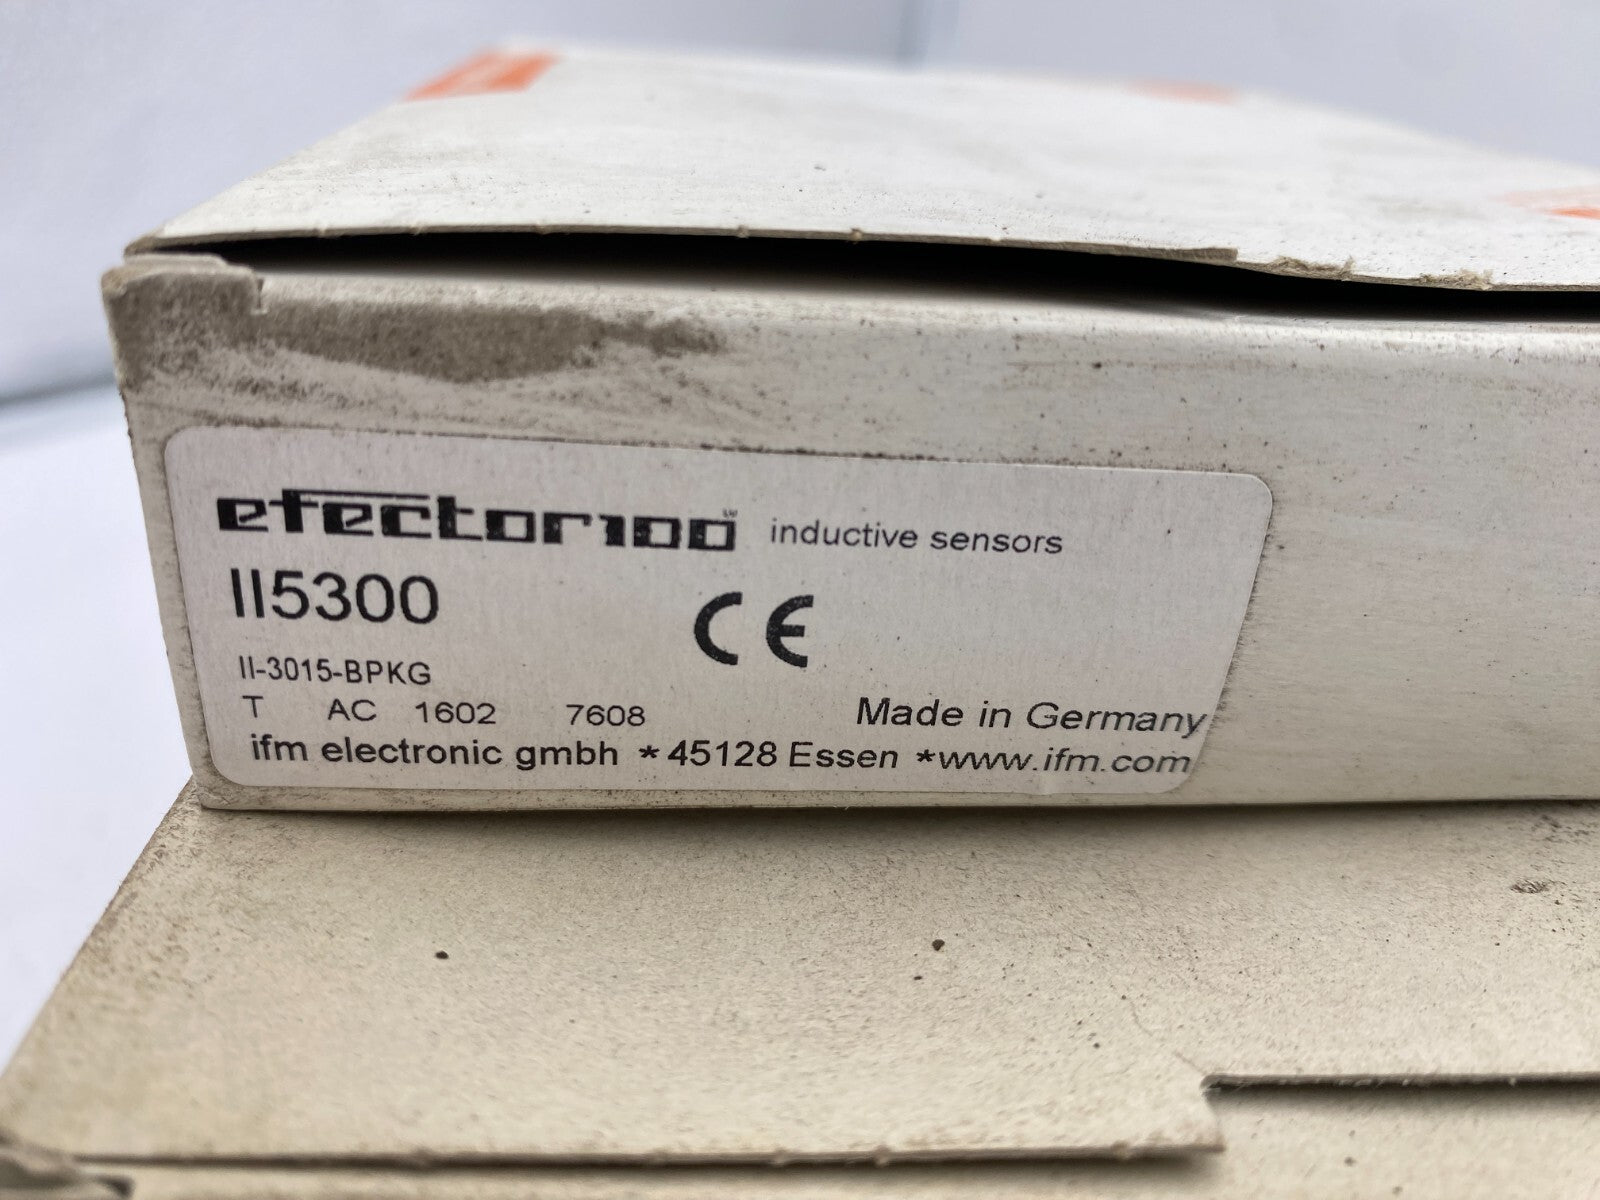 efector100 inductive sensors
II5300
CE
II-3015-BPKG
T AC 1602 7608 Made in Germany
ifm electronic gmbh *45128 Essen *www.ifm.com